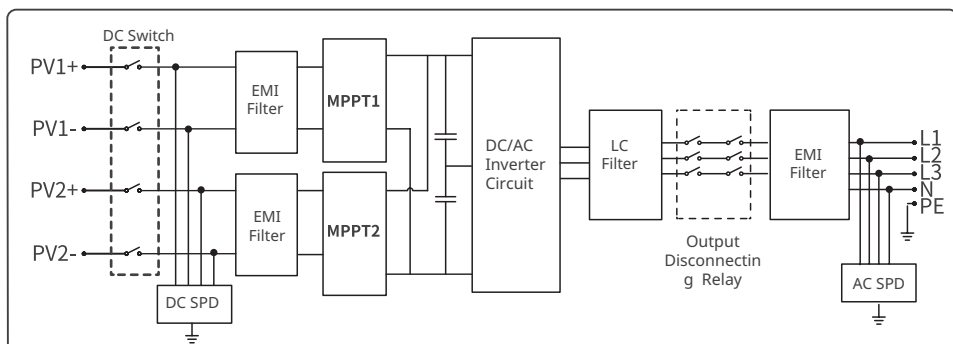 DC Switch
PV1+
PV1-
PV2+
PV2-
EMI
Filter
MPPT1
EMI
Filter
MPPT2
DC SPD
DC/AC
Inverter
Circuit
LC
Filter
Output
Disconnectin
g Relay
EMI
Filter
L1
L2
L3
N
PE
AC SPD